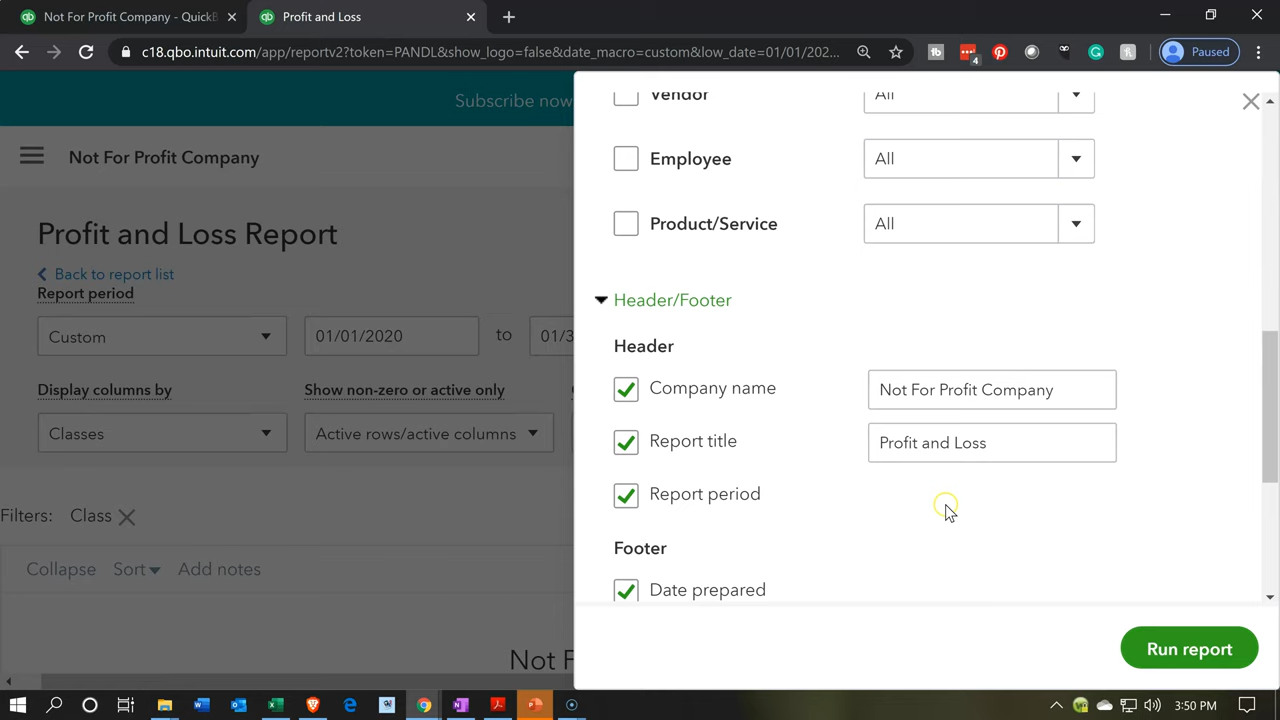 Not For Profit Company - QuickB
Profit and Loss
c18.qbo.intuit.com/app/reportv2?token=PANDL&show_logo=false&date_macro=custom&low_date=01/01/202...
4
Paused
Subscribe now
Not For Profit Company
Profit and Loss Report
Back to report list
Report period
Custom
01/01/2020
to
01/3
Display columns by
Show non-zero or active only
Classes
Active rows/active columns
Filters: Class
Collapse Sort Add notes
Not F
Vendor
All
Employee
All
Product/Service
All
Header/Footer
Header
Company name
Not For Profit Company
Report title
Profit and Loss
Report period
Footer
Date prepared
Run report
3:50 PM